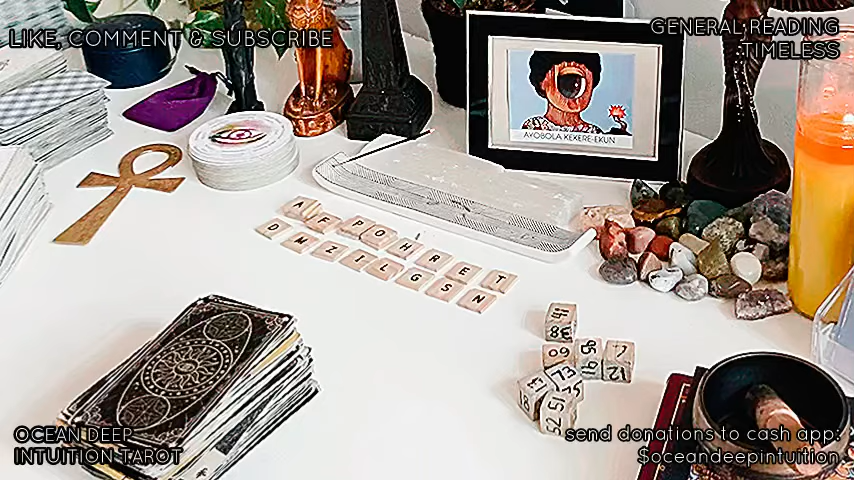 LIKE, COMMENT & SUBSCRIBE
GENERAL READING
TIMELESS
AYOBOLA KEKERE-EKUN
A F P O H R E T
D M Z I L G S N
OCEAN DEEP
INTUITION TAROT
send donations to cash app:
$oceandeepintuition